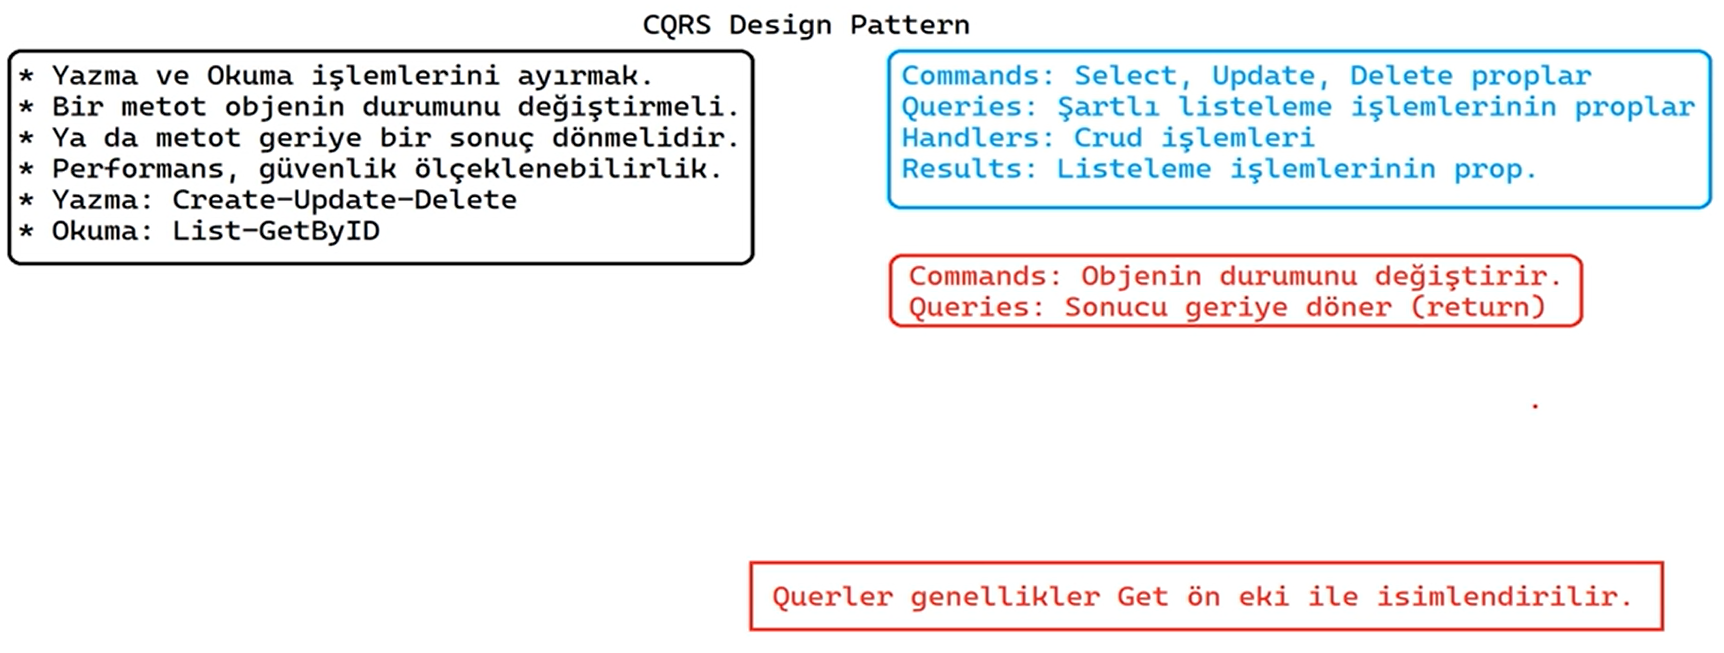 CQRS Design Pattern
* Yazma ve Okuma işlemlerini ayırmak.
* Bir metot objenin durumunu değiştirmeli.
* Ya da metot geriye bir sonuç dönmelidir.
* Performans, güvenlik ölçeklenebilirlik.
* Yazma: Create-Update-Delete
* Okuma: List-GetByID
Commands: Select, Update, Delete proplar
Queries: Şartlı listeleme işlemlerinin proplar
Handlers: Crud işlemleri
Results: Listeleme işlemlerinin prop.
Commands: Objenin durumunu değiştirir.
Queries: Sonucu geriye döner (return)
Querler genellikler Get ön eki ile isimlendirilir.